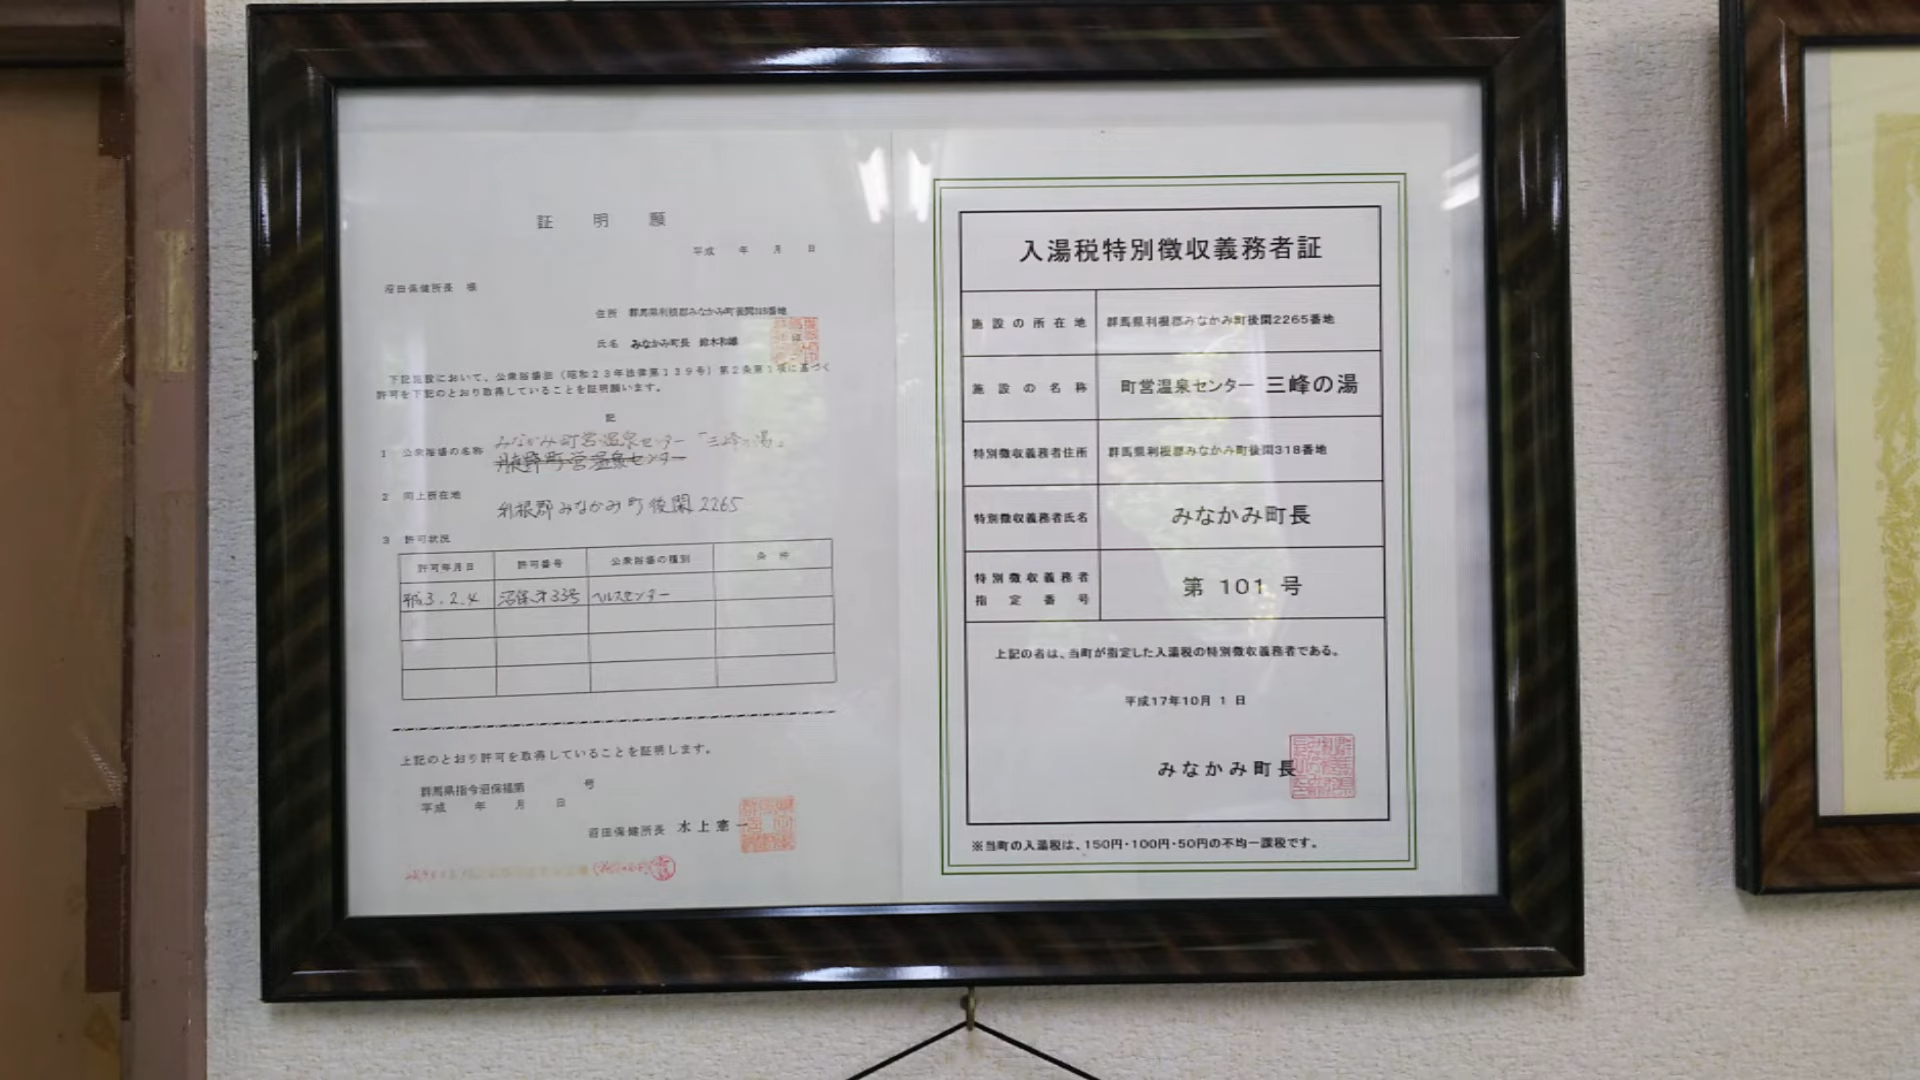 証明願
平成 年 月 日
沼田保健所長 様
住所 群馬県利根郡みなかみ町後閑318番地
氏名 みなかみ町長 鈴木和雄
下記施設において、公衆浴場法(昭和23年法律第139号)第2条第1項に基づく
許可を下記のとおり取得していることを証明願います。
記
1 公衆浴場の名称 みなかみ町営温泉センター「三峰の湯」
月夜野町営温泉センター
2 同上所在地 利根郡みなかみ町後閑2265
3 許可状況
許可年月日 許可番号 公衆浴場の種別 条件
平成3.2.4 沼保第33号 ヘルスセンター
上記のとおり許可を取得していることを証明します。
群馬県指令沼保福第 号
平成 年 月 日
沼田保健所長 水上憲一
入湯税特別徴収義務者証
施設の所在地 群馬県利根郡みなかみ町後閑2265番地
施設の名称 町営温泉センター 三峰の湯
特別徴収義務者住所 群馬県利根郡みなかみ町後閑318番地
特別徴収義務者氏名 みなかみ町長
特別徴収義務者 第 101 号
指定番号
上記の者は、当町が指定した入湯税の特別徴収義務者である。
平成17年10月 1 日
みなかみ町長
※当町の入湯税は、150円・100円・50円の不均一課税です。